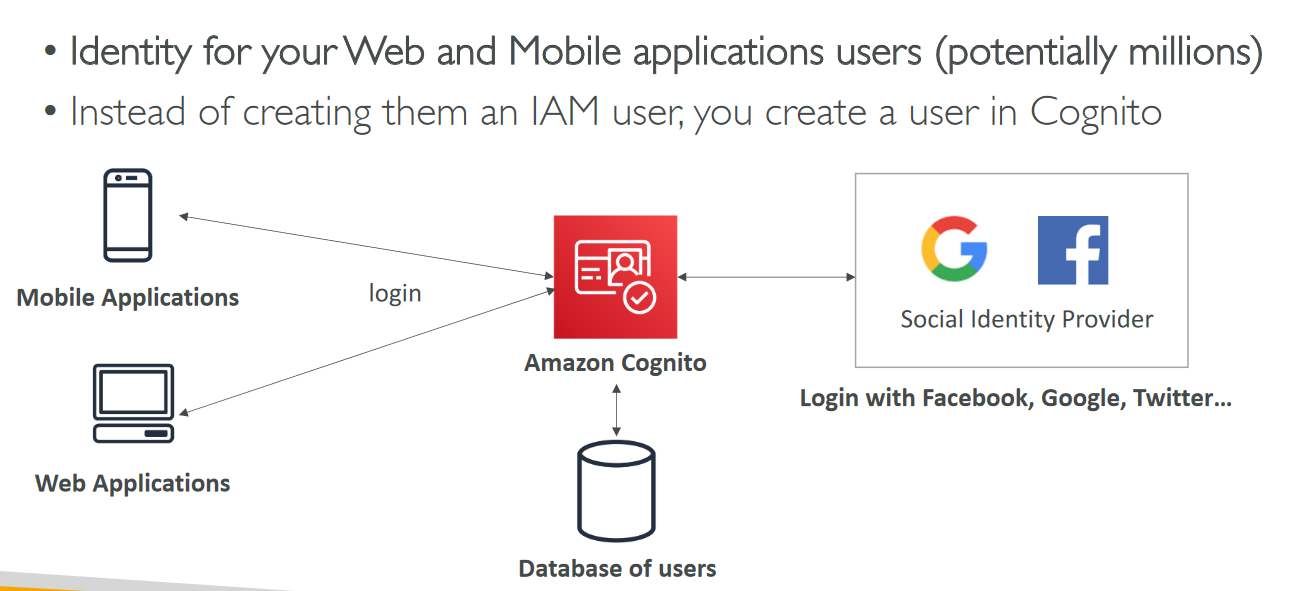 • Identity for your Web and Mobile applications users (potentially millions)
• Instead of creating them an IAM user, you create a user in Cognito
Mobile Applications
login
Web Applications
Amazon Cognito
Database of users
Social Identity Provider
Login with Facebook, Google, Twitter...